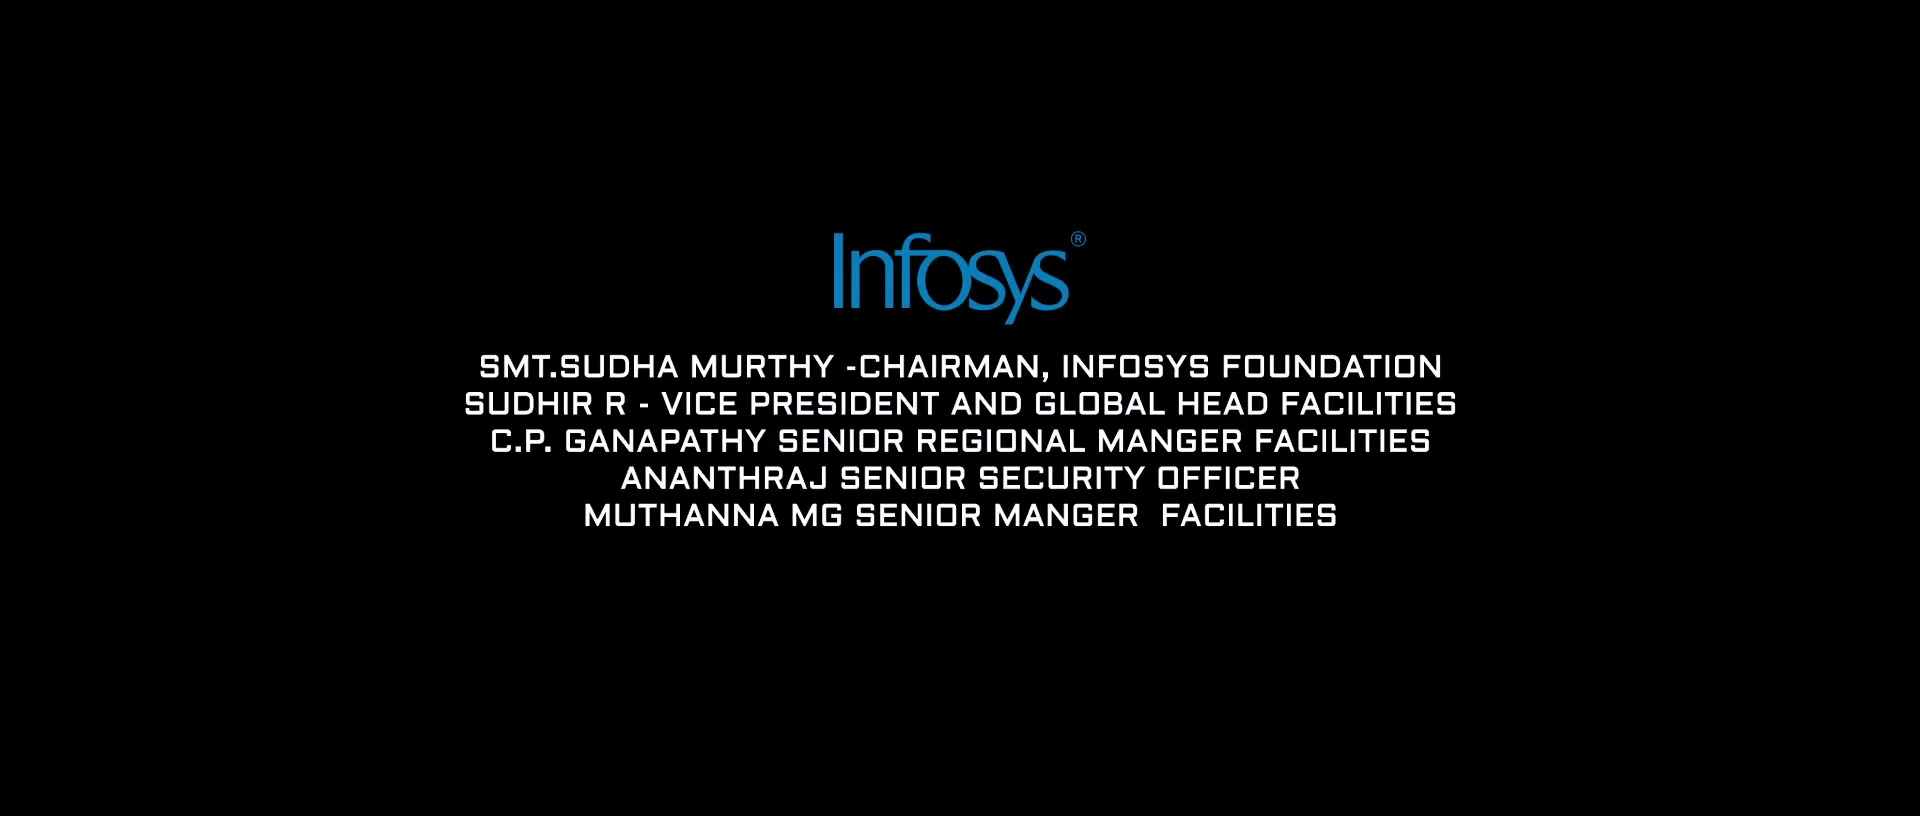 Infosys®
SMT.SUDHA MURTHY -CHAIRMAN, INFOSYS FOUNDATION
SUDHIR R - VICE PRESIDENT AND GLOBAL HEAD FACILITIES
C.P. GANAPATHY SENIOR REGIONAL MANGER FACILITIES
ANANTHRAJ SENIOR SECURITY OFFICER
MUTHANNA MG SENIOR MANGER  FACILITIES